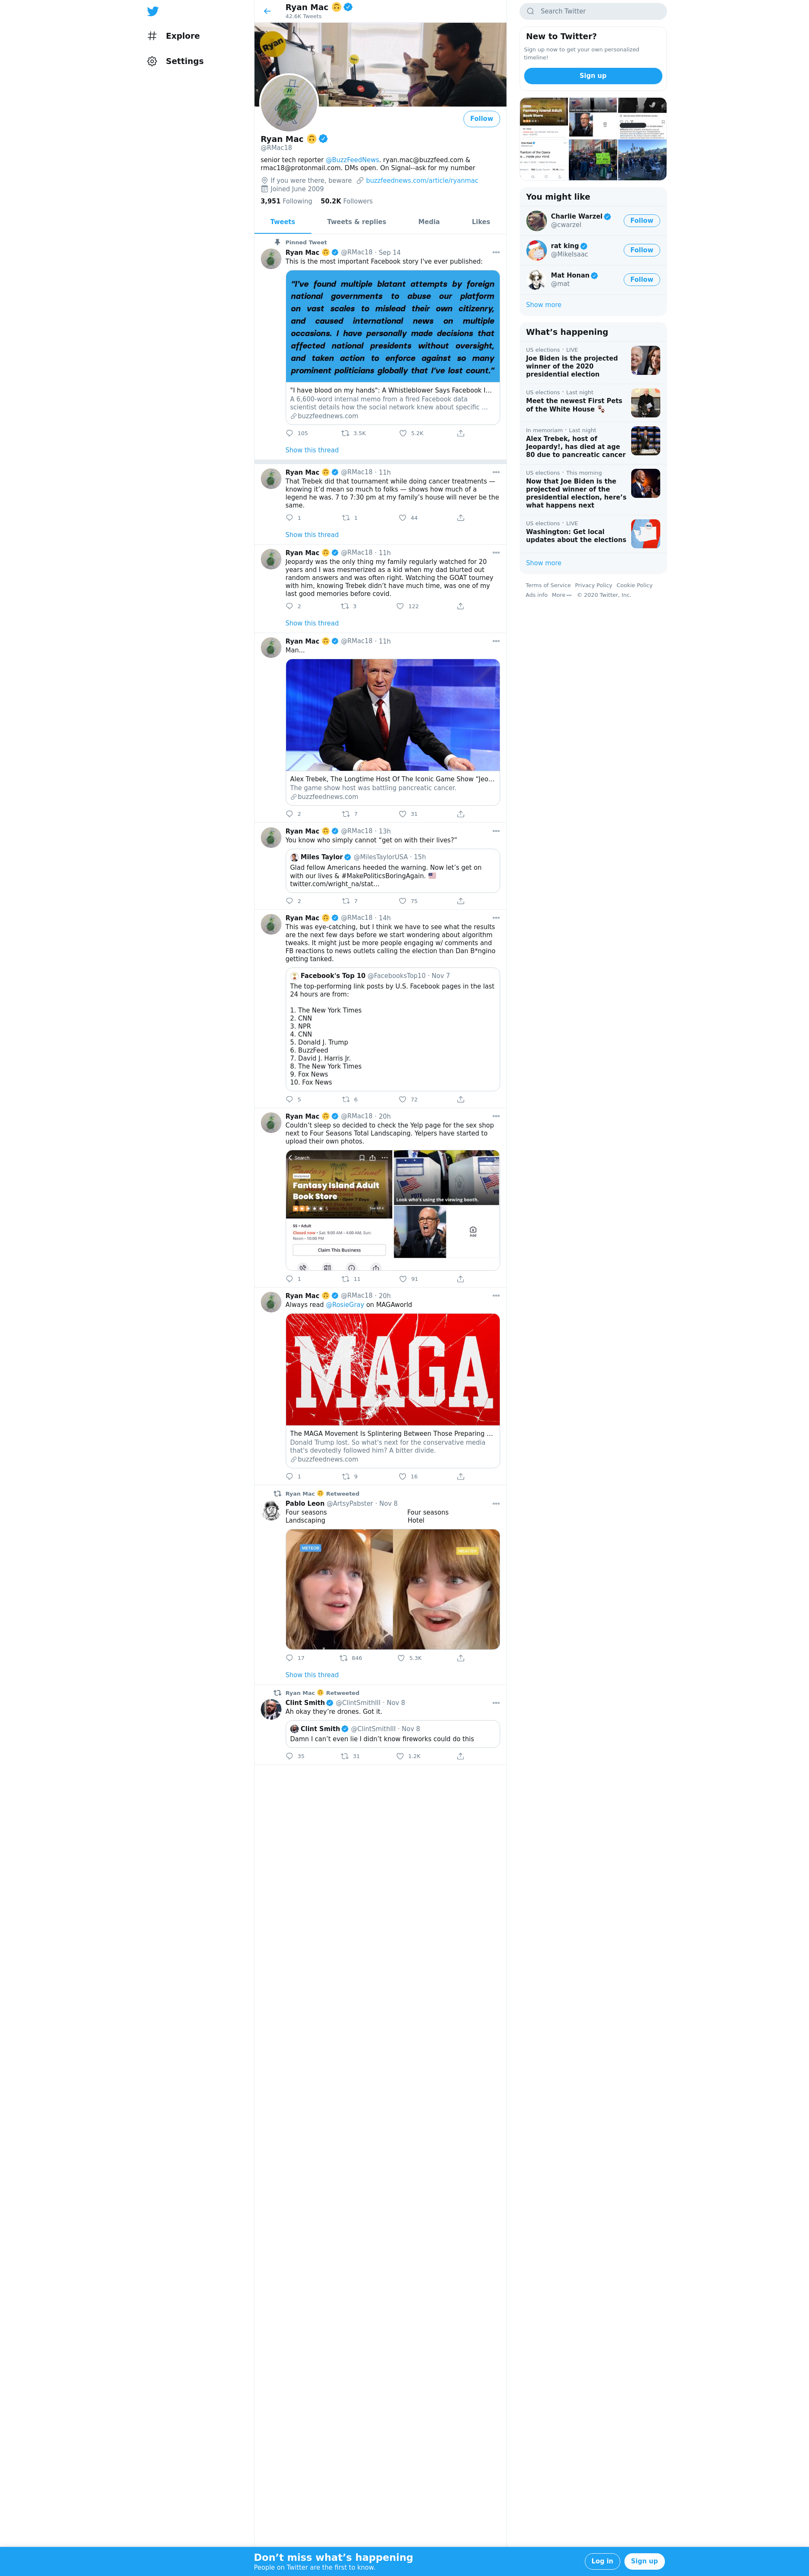 Explore
Settings
Ryan Mac 🙃
42.6K Tweets
Ryan
Follow
Ryan Mac 🙃
@RMac18
senior tech reporter @BuzzFeedNews. ryan.mac@buzzfeed.com &
rmac18@protonmail.com. DMs open. On Signal--ask for my number
If you were there, beware buzzfeednews.com/article/ryanmac
Joined June 2009
3,951 Following 50.2K Followers
Tweets Tweets & replies Media Likes
Pinned Tweet
Ryan Mac 🙃 @RMac18 · Sep 14
This is the most important Facebook story I've ever published:
"I've found multiple blatant attempts by foreign
national governments to abuse our platform
on vast scales to mislead their own citizenry,
and caused international news on multiple
occasions. I have personally made decisions that
affected national presidents without oversight,
and taken action to enforce against so many
prominent politicians globally that I've lost count."
"I have blood on my hands": A Whistleblower Says Facebook I...
A 6,600-word internal memo from a fired Facebook data
scientist details how the social network knew about specific ...
buzzfeednews.com
105 3.5K 5.2K
Show this thread
Ryan Mac 🙃 @RMac18 · 11h
That Trebek did that tournament while doing cancer treatments —
knowing it'd mean so much to folks — shows how much of a
legend he was. 7 to 7:30 pm at my family's house will never be the
same.
1 1 44
Show this thread
Ryan Mac 🙃 @RMac18 · 11h
Jeopardy was the only thing my family regularly watched for 20
years and I was mesmerized as a kid when my dad blurted out
random answers and was often right. Watching the GOAT tourney
with him, knowing Trebek didn't have much time, was one of my
last good memories before covid.
2 3 122
Show this thread
Ryan Mac 🙃 @RMac18 · 11h
Man...
Alex Trebek, The Longtime Host Of The Iconic Game Show "Jeo...
The game show host was battling pancreatic cancer.
buzzfeednews.com
2 7 31
Ryan Mac 🙃 @RMac18 · 13h
You know who simply cannot "get on with their lives?"
Miles Taylor @MilesTaylorUSA · 15h
Glad fellow Americans heeded the warning. Now let's get on
with our lives & #MakePoliticsBoringAgain. 🇺🇸
twitter.com/wright_na/stat...
2 7 75
Ryan Mac 🙃 @RMac18 · 14h
This was eye-catching, but I think we have to see what the results
are the next few days before we start wondering about algorithm
tweaks. It might just be more people engaging w/ comments and
FB reactions to news outlets calling the election than Dan B*ngino
getting tanked.
Facebook's Top 10 @FacebooksTop10 · Nov 7
The top-performing link posts by U.S. Facebook pages in the last
24 hours are from:
1. The New York Times
2. CNN
3. NPR
4. CNN
5. Donald J. Trump
6. BuzzFeed
7. David J. Harris Jr.
8. The New York Times
9. Fox News
10. Fox News
5 6 72
Ryan Mac 🙃 @RMac18 · 20h
Couldn't sleep so decided to check the Yelp page for the sex shop
next to Four Seasons Total Landscaping. Yelpers have started to
upload their own photos.
Search
Fantasy Island Adult
Book Store
$$ • Adult
Closed now
Claim This Business
Look who's using the viewing booth.
Add
1 11 91
Ryan Mac 🙃 @RMac18 · 20h
Always read @RosieGray on MAGAworld
MAGA
The MAGA Movement Is Splintering Between Those Preparing ...
Donald Trump lost. So what's next for the conservative media
that's devotedly followed him? A bitter divide.
buzzfeednews.com
1 9 16
Ryan Mac 🙃 Retweeted
Pablo Leon @ArtsyPabster · Nov 8
Four seasons Four seasons
Landscaping Hotel
METEOR
17 846 5.3K
Show this thread
Ryan Mac 🙃 Retweeted
Clint Smith @ClintSmithIII · Nov 8
Ah okay they're drones. Got it.
Clint Smith @ClintSmithIII · Nov 8
Damn I can't even lie I didn't know fireworks could do this
35 31 1.2K
Search Twitter
New to Twitter?
Sign up now to get your own personalized
timeline!
Sign up
You might like
Charlie Warzel
@cwarzel
Follow
rat king
@MikeIsaac
Follow
Mat Honan
@mat
Follow
Show more
What's happening
US elections · LIVE
Joe Biden is the projected
winner of the 2020
presidential election
US elections · Last night
Meet the newest First Pets
of the White House 🐾
In memoriam · Last night
Alex Trebek, host of
Jeopardy!, has died at age
80 due to pancreatic cancer
US elections · This morning
Now that Joe Biden is the
projected winner of the
presidential election, here's
what happens next
US elections · LIVE
Washington: Get local
updates about the elections
Show more
Terms of Service Privacy Policy Cookie Policy
Ads info More © 2020 Twitter, Inc.
Don't miss what's happening
People on Twitter are the first to know.
Log in Sign up